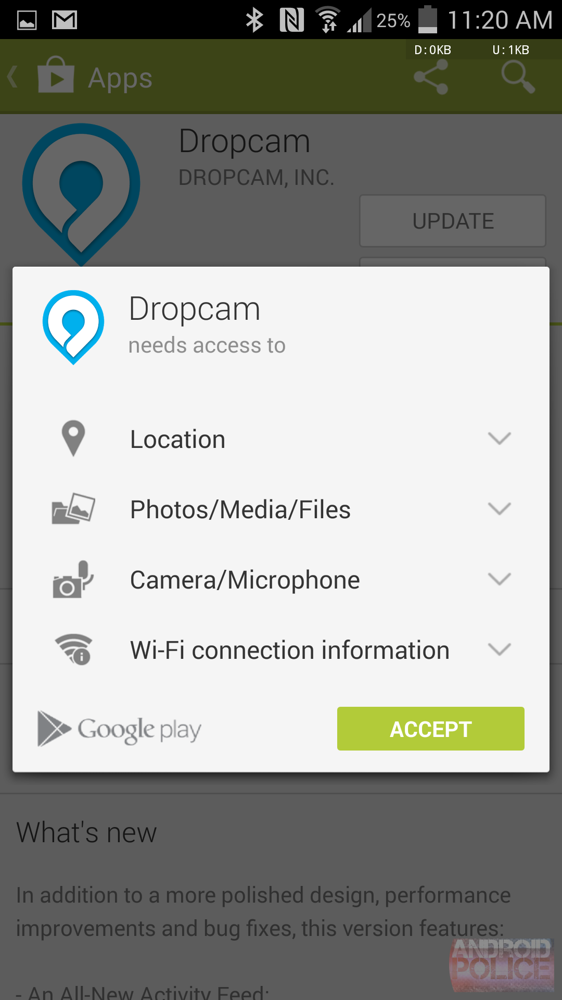 25% 11:20 AM
D:0KB U:1KB
Apps
Dropcam
DROPCAM, INC.
UPDATE
Dropcam
needs access to
Location
Photos/Media/Files
Camera/Microphone
Wi-Fi connection information
Google play
ACCEPT
What's new
In addition to a more polished design, performance
improvements and bug fixes, this version features:
- An All-New Activity Feed:
ANDROID
POLICE